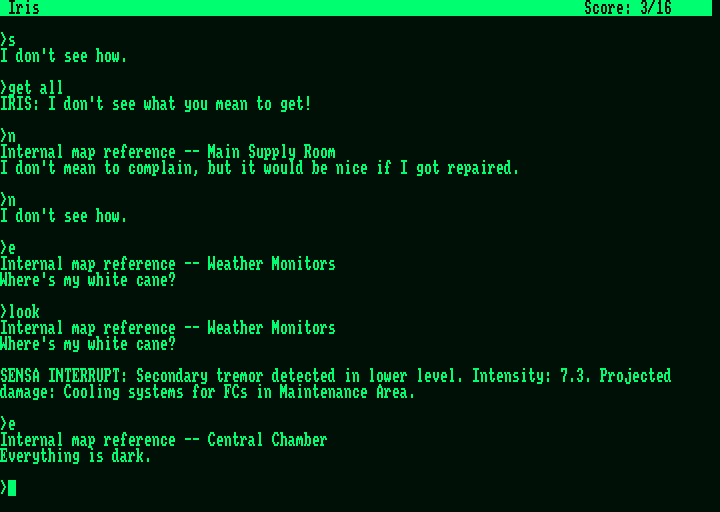 Iris Score: 3/16
>s
I don't see how.
>get all
IRIS: I don't see what you mean to get!
>n
Internal map reference -- Main Supply Room
I don't mean to complain, but it would be nice if I got repaired.
>n
I don't see how.
>e
Internal map reference -- Weather Monitors
Where's my white cane?
>look
Internal map reference -- Weather Monitors
Where's my white cane?
SENSA INTERRUPT: Secondary tremor detected in lower level. Intensity: 7.3. Projected
damage: Cooling systems for FCs in Maintenance Area.
>e
Internal map reference -- Central Chamber
Everything is dark.
>